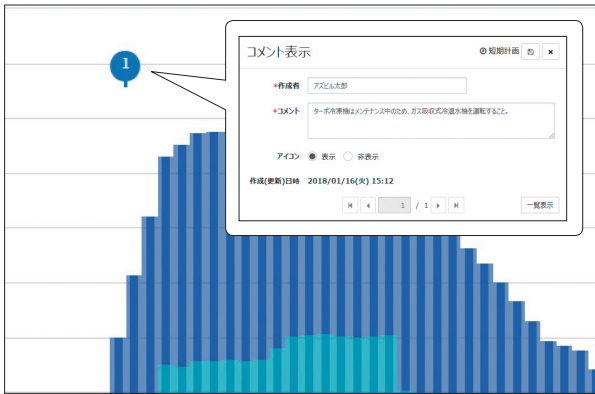 1
コメント表示
短期計画
*作成者 アズビル太郎
*コメント ターボ冷凍機はメンテナンス中のため、ガス吸収式冷温水機を運転すること。
アイコン 表示 非表示
作成(更新)日時 2018/01/16(火) 15:12
1 / 1 一覧表示